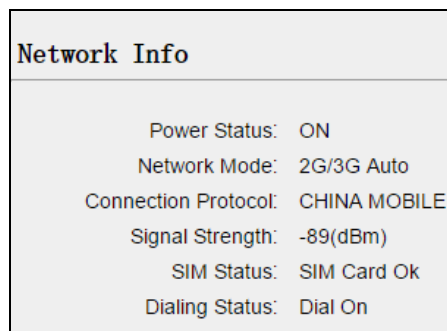 Network Info
Power Status: ON
Network Mode: 2G/3G Auto
Connection Protocol: CHINA MOBILE
Signal Strength: -89(dBm)
SIM Status: SIM Card Ok
Dialing Status: Dial On